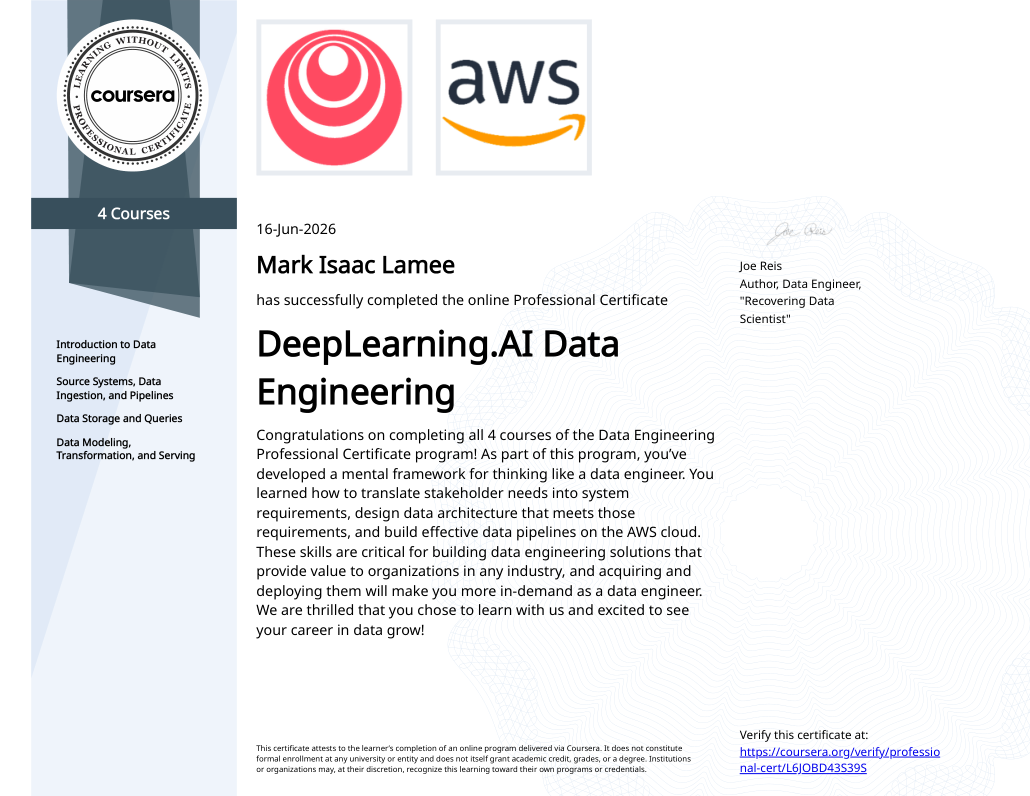 LEARNING WITHOUT LIMITS
coursera
PROFESSIONAL CERTIFICATE
aws
4 Courses
Introduction to Data
Engineering
Source Systems, Data
Ingestion, and Pipelines
Data Storage and Queries
Data Modeling,
Transformation, and Serving
16-Jun-2026
Mark Isaac Lamee
has successfully completed the online Professional Certificate
DeepLearning.AI Data
Engineering
Congratulations on completing all 4 courses of the Data Engineering
Professional Certificate program! As part of this program, you’ve
developed a mental framework for thinking like a data engineer. You
learned how to translate stakeholder needs into system
requirements, design data architecture that meets those
requirements, and build effective data pipelines on the AWS cloud.
These skills are critical for building data engineering solutions that
provide value to organizations in any industry, and acquiring and
deploying them will make you more in-demand as a data engineer.
We are thrilled that you chose to learn with us and excited to see
your career in data grow!
Joe Reis
Joe Reis
Author, Data Engineer,
"Recovering Data
Scientist"
This certificate attests to the learner’s completion of an online program delivered via Coursera. It does not constitute
formal enrollment at any university or entity and does not itself grant academic credit, grades, or a degree. Institutions
or organizations may, at their discretion, recognize this learning toward their own programs or credentials.
Verify this certificate at:
https://coursera.org/verify/professio
nal-cert/L6JOBD43S39S